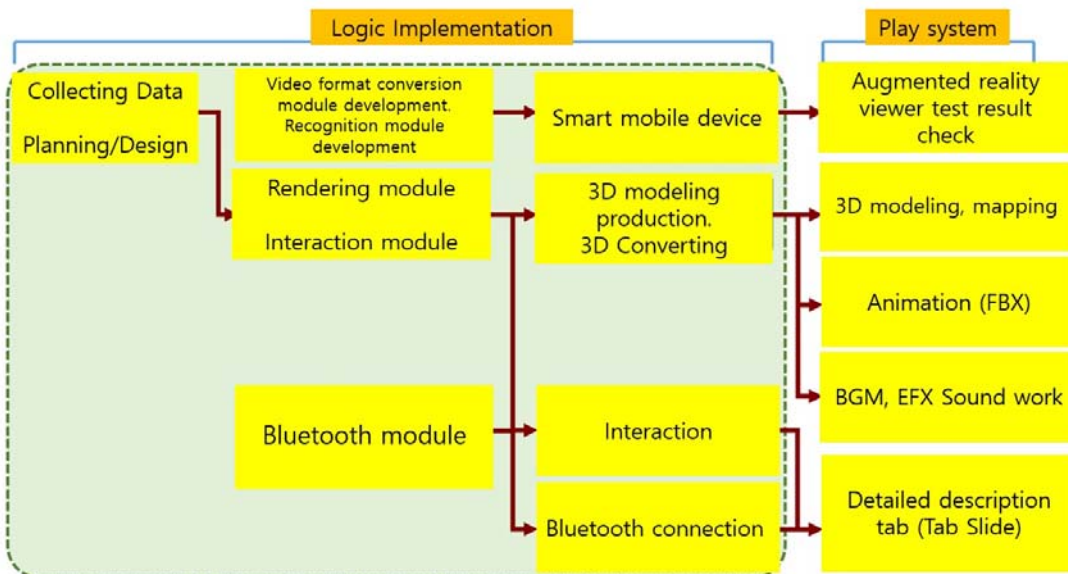 Logic Implementation
Play system
Collecting Data
Planning/Design
Video format conversion
module development.
Recognition module
development
Smart mobile device
Augmented reality
viewer test result
check
Rendering module
Interaction module
3D modeling
production.
3D Converting
3D modeling, mapping
Animation (FBX)
BGM, EFX Sound work
Bluetooth module
Interaction
Bluetooth connection
Detailed description
tab (Tab Slide)